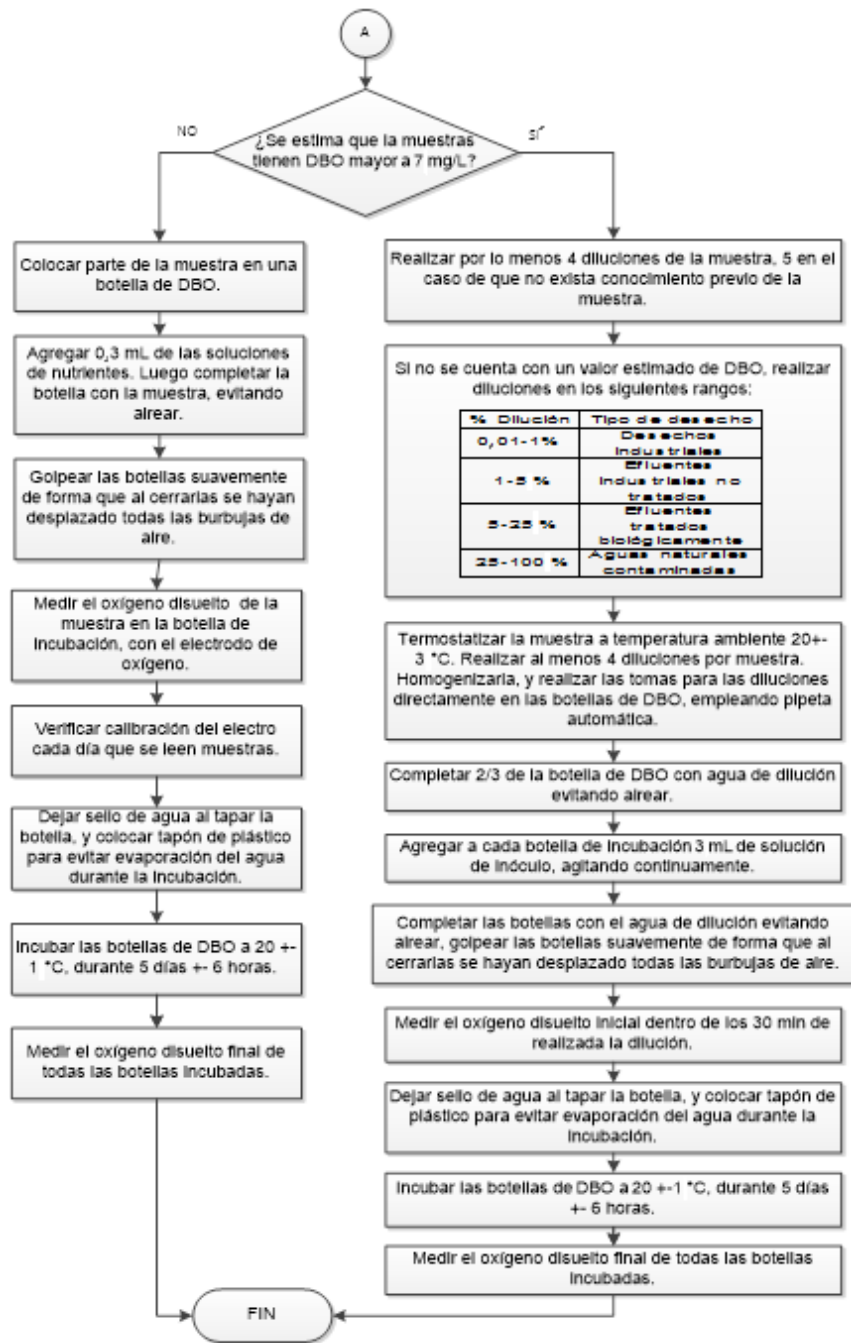 A
NO
SÍ
¿Se estima que la muestras
tienen DBO mayor a 7 mg/L?
Colocar parte de la muestra en una
botella de DBO.
Agregar 0,3 mL de las soluciones
de nutrientes. Luego completar la
botella con la muestra, evitando
airear.
Golpear las botellas suavemente
de forma que al cerrarlas se hayan
desplazado todas las burbujas de
aire.
Medir el oxígeno disuelto de la
muestra en la botella de
incubación, con el electrodo de
oxígeno.
Verificar calibración del electro
cada día que se leen muestras.
Dejar sello de agua al tapar la
botella, y colocar tapón de plástico
para evitar evaporación del agua
durante la incubación.
Incubar las botellas de DBO a 20 +-
1 °C, durante 5 días +- 6 horas.
Medir el oxígeno disuelto final de
todas las botellas incubadas.
Realizar por lo menos 4 diluciones de la muestra, 5 en el
caso de que no exista conocimiento previo de la
muestra.
Si no se cuenta con un valor estimado de DBO, realizar
diluciones en los siguientes rangos:
% Dilución Tipo de desecho
0,01-1% Desechos
industriales
1-5 % Efluentes
industriales no
tratados
5-25 % Efluentes
tratados
biológicamente
25-100 % Aguas naturales
contaminadas
Termostatizar la muestra a temperatura ambiente 20+-
3 °C. Realizar al menos 4 diluciones por muestra.
Homogenizarla, y realizar las tomas para las diluciones
directamente en las botellas de DBO, empleando pipeta
automática.
Completar 2/3 de la botella de DBO con agua de dilución
evitando airear.
Agregar a cada botella de incubación 3 mL de solución
de inóculo, agitando continuamente.
Completar las botellas con el agua de dilución evitando
airear, golpear las botellas suavemente de forma que al
cerrarlas se hayan desplazado todas las burbujas de aire.
Medir el oxígeno disuelto inicial dentro de los 30 min de
realizada la dilución.
Dejar sello de agua al tapar la botella, y colocar tapón de
plástico para evitar evaporación del agua durante la
incubación.
Incubar las botellas de DBO a 20 +-1 °C, durante 5 días
+- 6 horas.
Medir el oxígeno disuelto final de todas las botellas
incubadas.
FIN